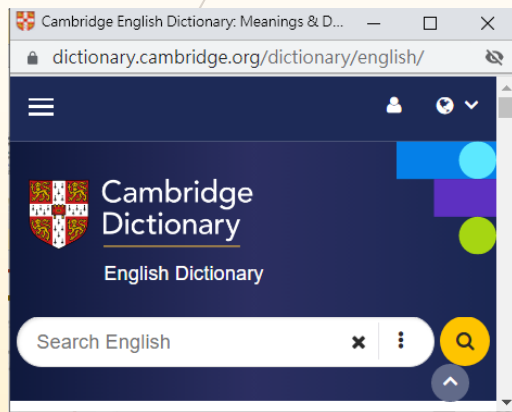 Cambridge English Dictionary: Meanings & D...
dictionary.cambridge.org/dictionary/english/
Cambridge
Dictionary
English Dictionary
Search English